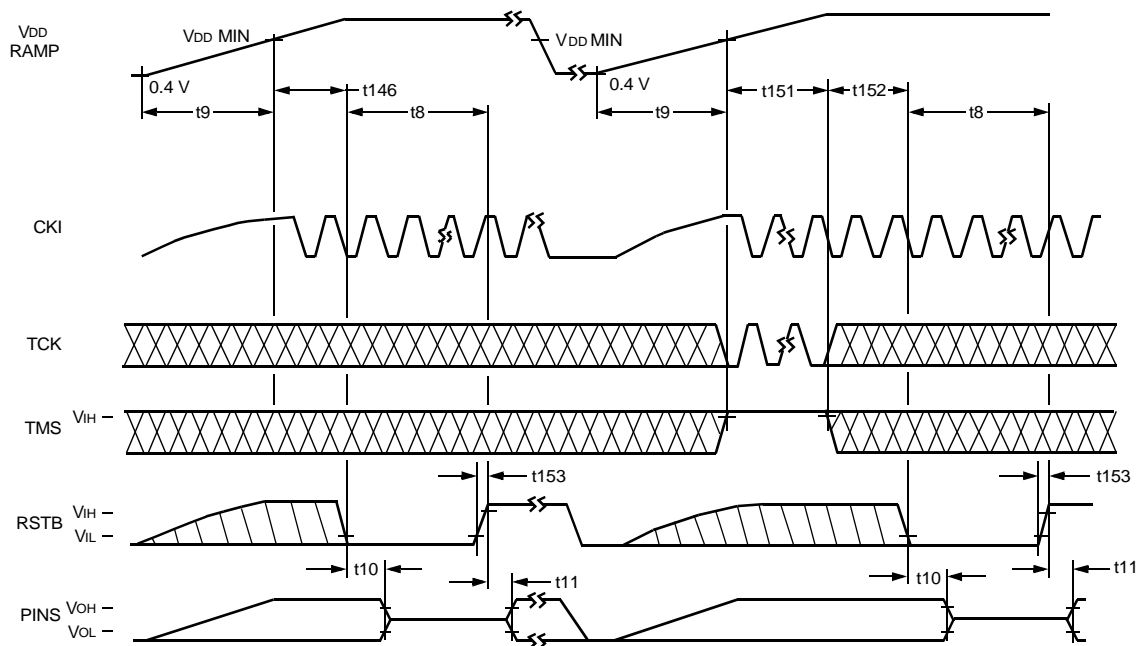 VDD RAMP
VDD MIN
VDD MIN
0.4 V
0.4 V
t146
t151
t152
t9
t8
t9
t8
CKI
TCK
TMS
VIH
t153
t153
RSTB
VIH
VIL
t10
t11
t10
t11
PINS
VOH
VOL